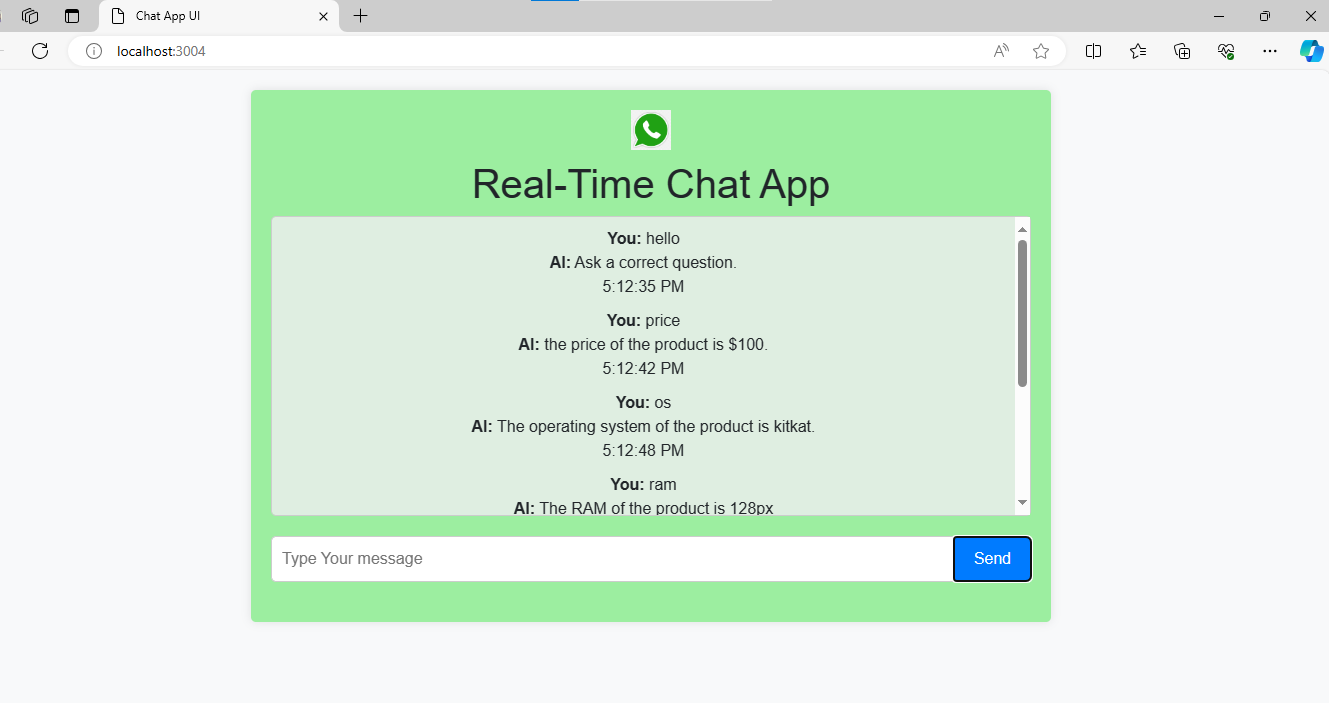 Chat App UI
localhost:3004
Real-Time Chat App
You: hello
AI: Ask a correct question.
5:12:35 PM
You: price
AI: the price of the product is $100.
5:12:42 PM
You: os
AI: The operating system of the product is kitkat.
5:12:48 PM
You: ram
AI: The RAM of the product is 128px
Type Your message
Send